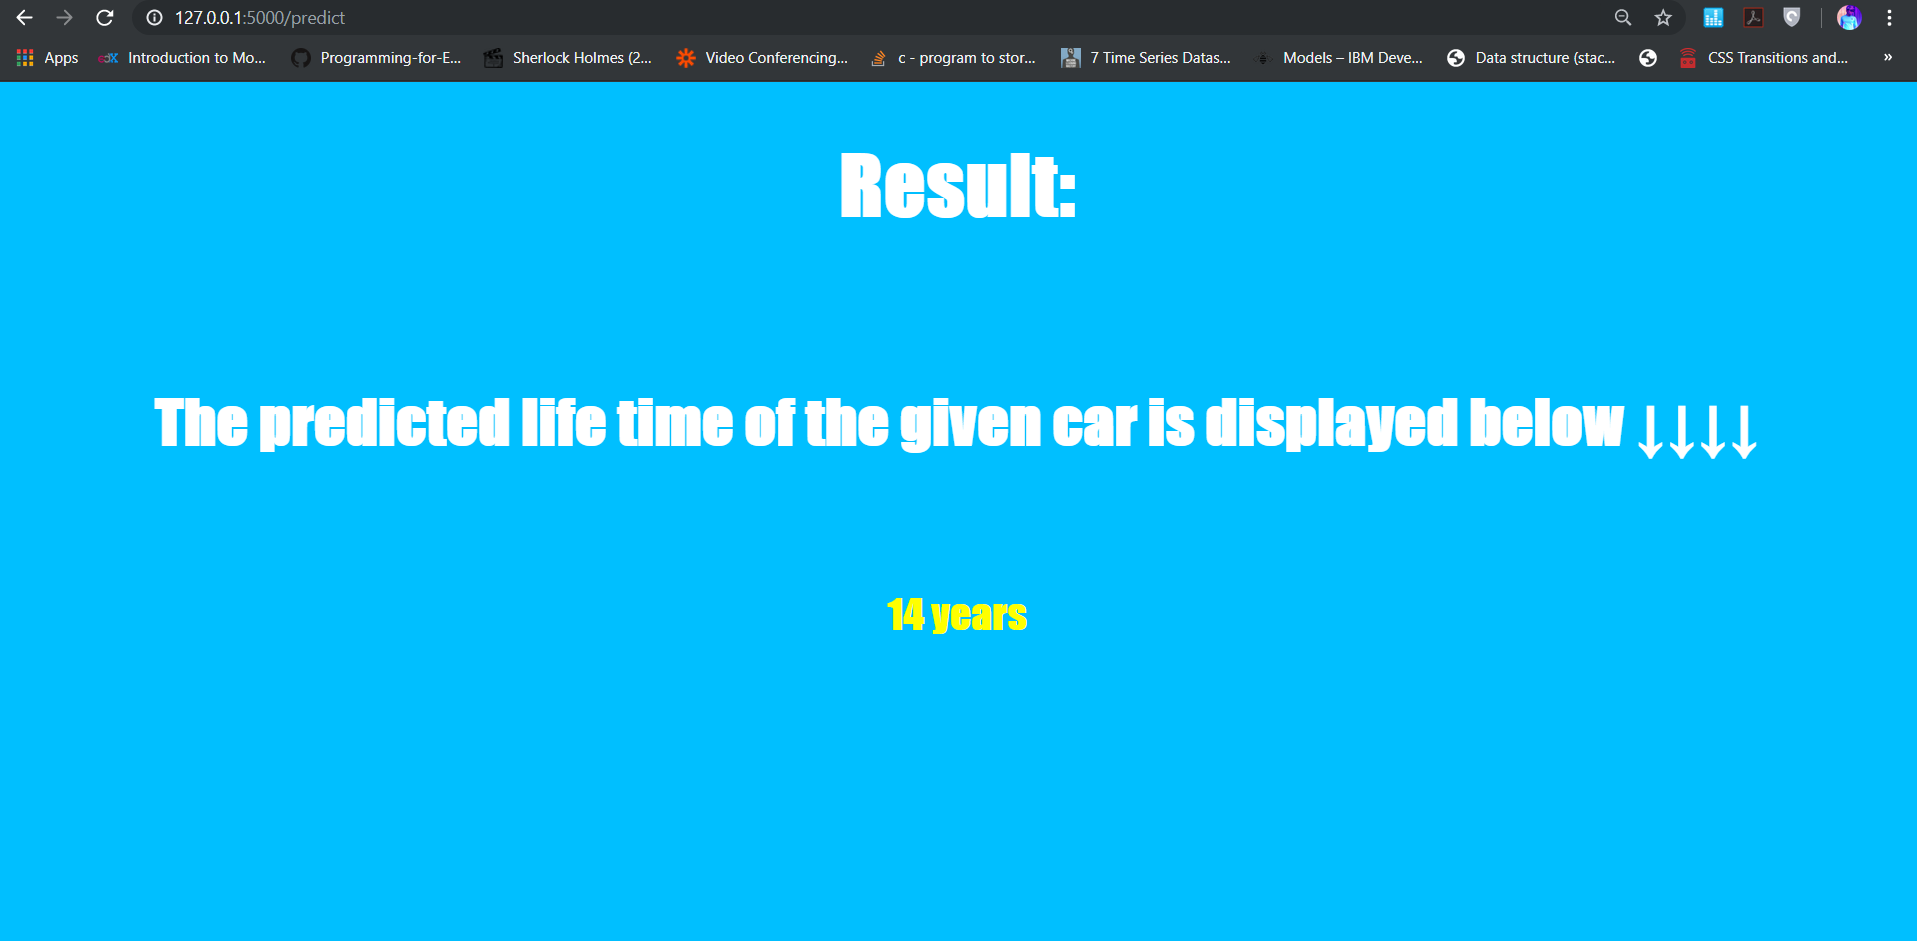 127.0.0.1:5000/predict
Apps Introduction to Mo... Programming-for-E... Sherlock Holmes (2... Video Conferencing... c - program to stor... 7 Time Series Datas... Models – IBM Deve... Data structure (stac... CSS Transitions and... »
Result:
The predicted life time of the given car is displayed below ↓↓↓↓
14 years